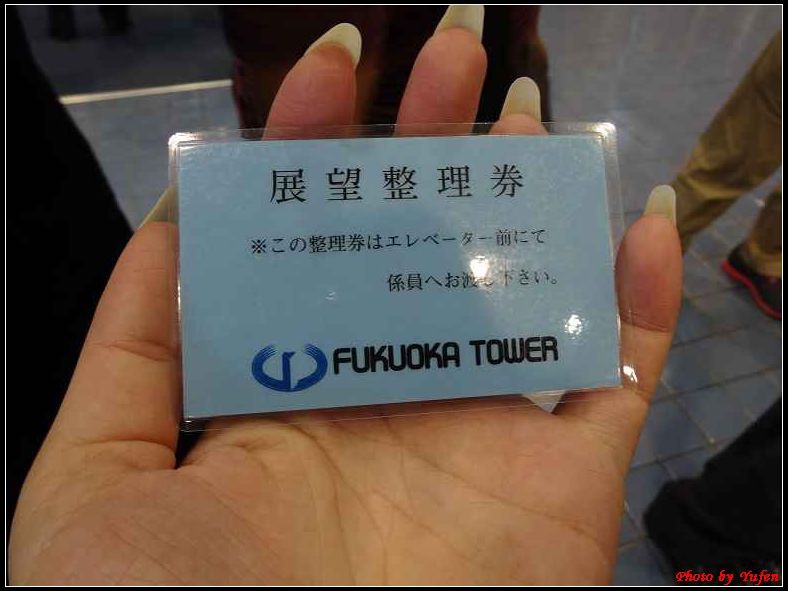 展望整理券
※この整理券はエレベーター前にて
係員へお渡し下さい。
FUKUOKA TOWER
Photo by Yufen